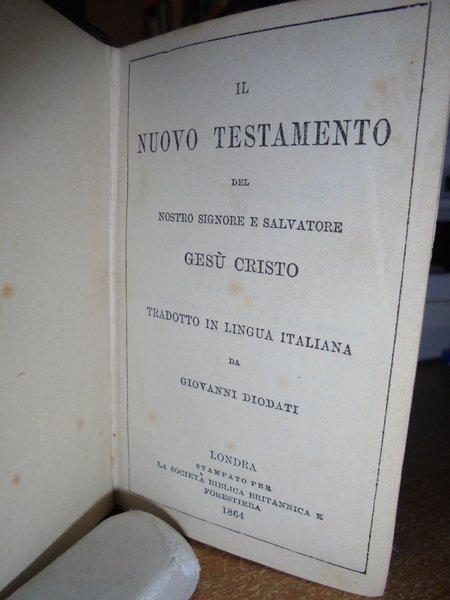 IL
NUOVO TESTAMENTO
DEL
NOSTRO SIGNORE E SALVATORE
GESÙ CRISTO
TRADOTTO IN LINGUA ITALIANA
DA
GIOVANNI DIODATI
LONDRA
STAMPATO PER
LA SOCIETÀ BIBLICA BRITANNICA E
FORESTIERA
1864